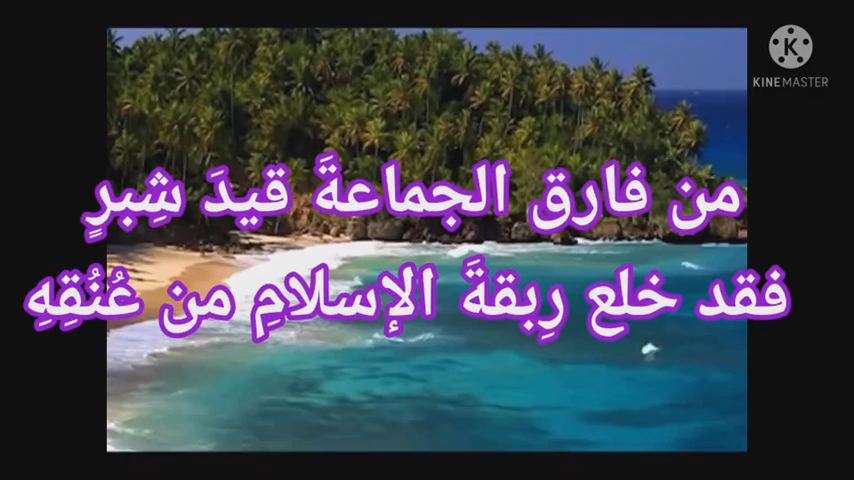 KINEMASTER
من فارق الجماعةَ قيدَ شِبرٍ
فقد خلع رِبقةَ الإسلامِ من عُنُقِهِ